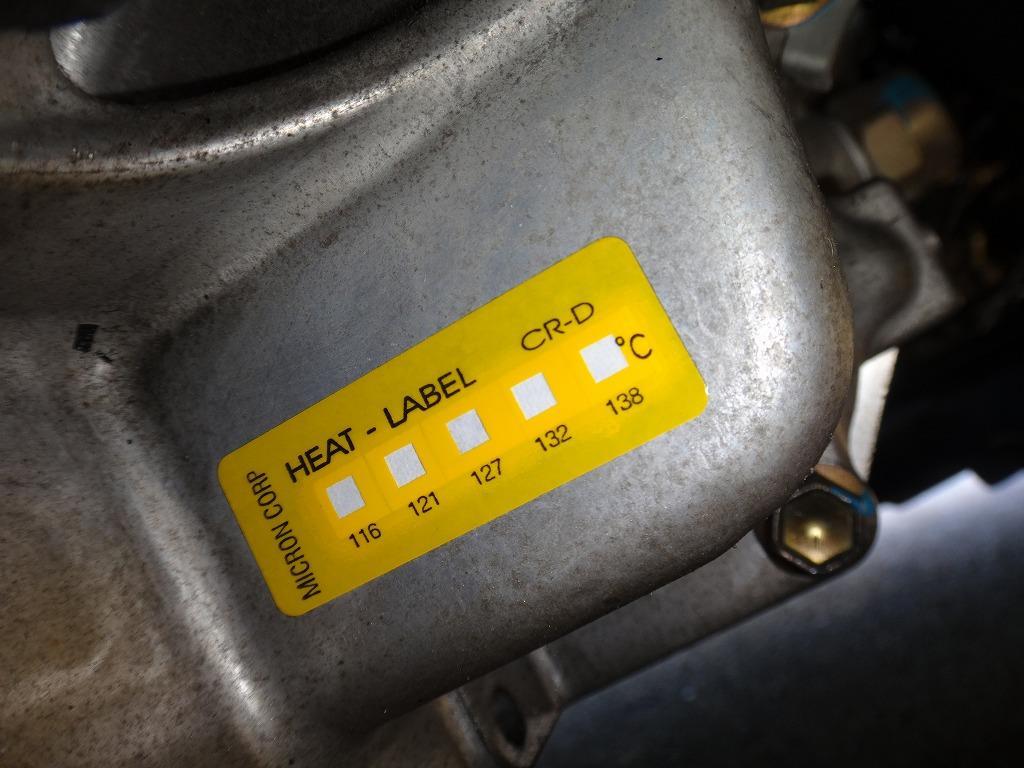 MICRON CORP
HEAT - LABEL CR-D
°C
116 121 127 132 138